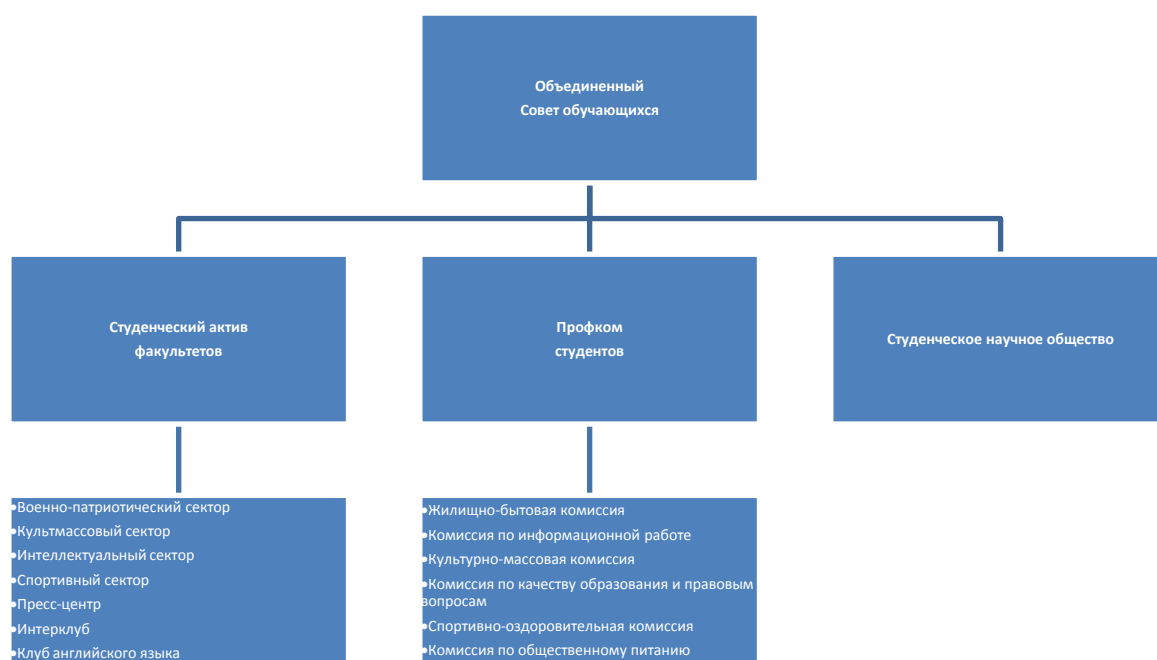 Объединенный
Совет обучающихся
Студенческий актив
факультетов
Профком
студентов
Студенческое научное общество
•Военно-патриотический сектор
•Культмассовый сектор
•Интеллектуальный сектор
•Спортивный сектор
•Пресс-центр
•Интерклуб
•Клуб английского языка
•Жилищно-бытовая комиссия
•Комиссия по информационной работе
•Культурно-массовая комиссия
•Комиссия по качеству образования и правовым
вопросам
•Спортивно-оздоровительная комиссия
•Комиссия по общественному питанию